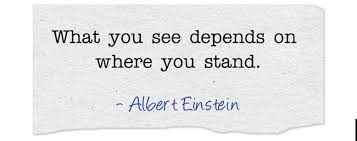 What you see depends on
where you stand.
- Albert Einstein